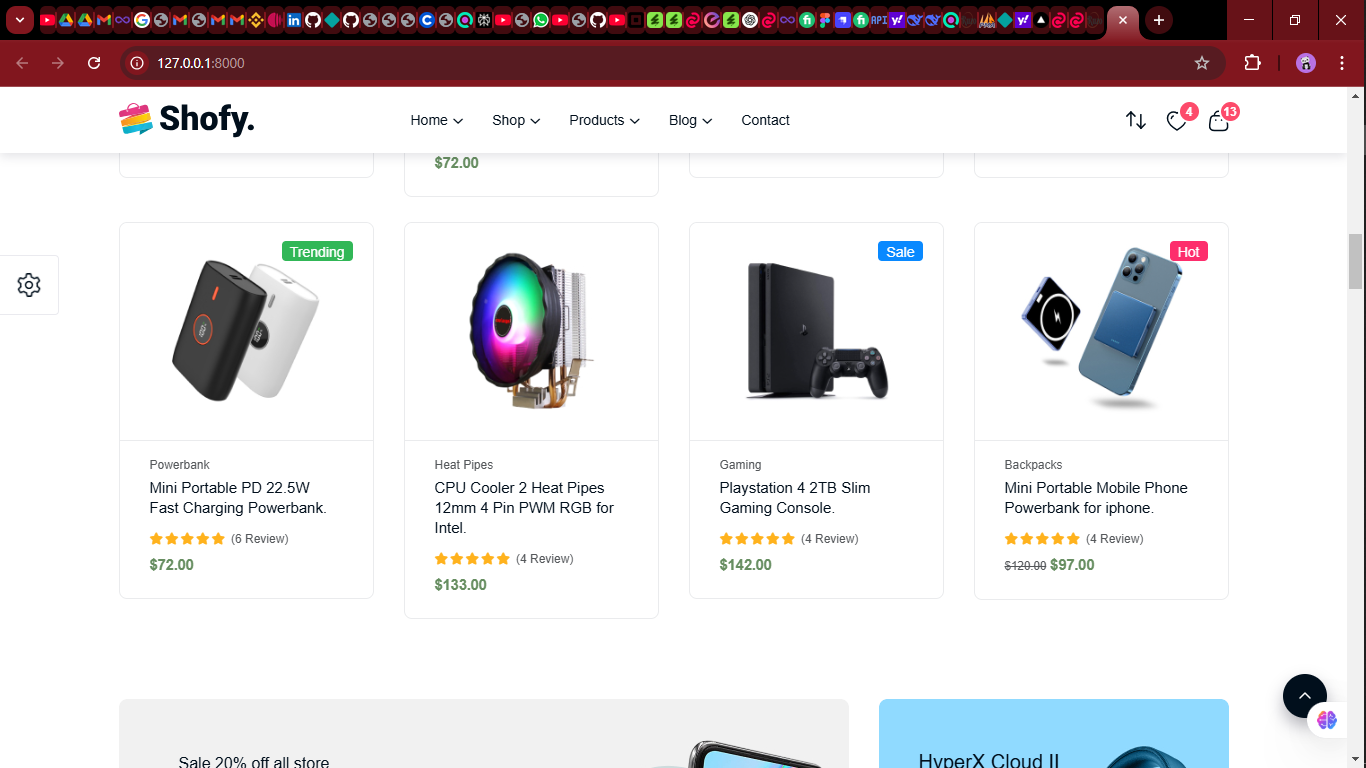 127.0.0.1:8000
Shofy.
Home
Shop
Products
Blog
Contact
4
13
$72.00
Trending
Sale
Hot
Powerbank
Mini Portable PD 22.5W
Fast Charging Powerbank.
(6 Review)
$72.00
Heat Pipes
CPU Cooler 2 Heat Pipes
12mm 4 Pin PWM RGB for
Intel.
(4 Review)
$133.00
Gaming
Playstation 4 2TB Slim
Gaming Console.
(4 Review)
$142.00
Backpacks
Mini Portable Mobile Phone
Powerbank for iphone.
(4 Review)
$120.00 $97.00
Sale 20% off all store
HyperX Cloud II